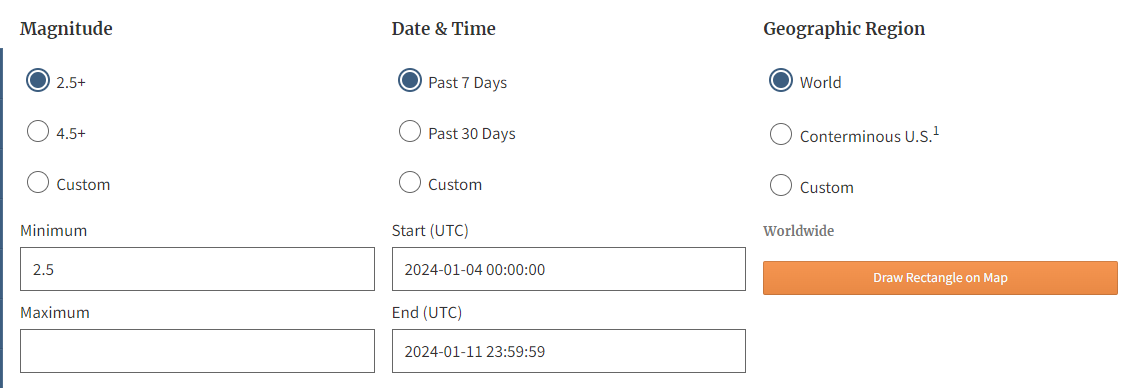 Magnitude
2.5+
4.5+
Custom
Minimum
2.5
Maximum
Date & Time
Past 7 Days
Past 30 Days
Custom
Start (UTC)
2024-01-04 00:00:00
End (UTC)
2024-01-11 23:59:59
Geographic Region
World
Conterminous U.S.1
Custom
Worldwide
Draw Rectangle on Map